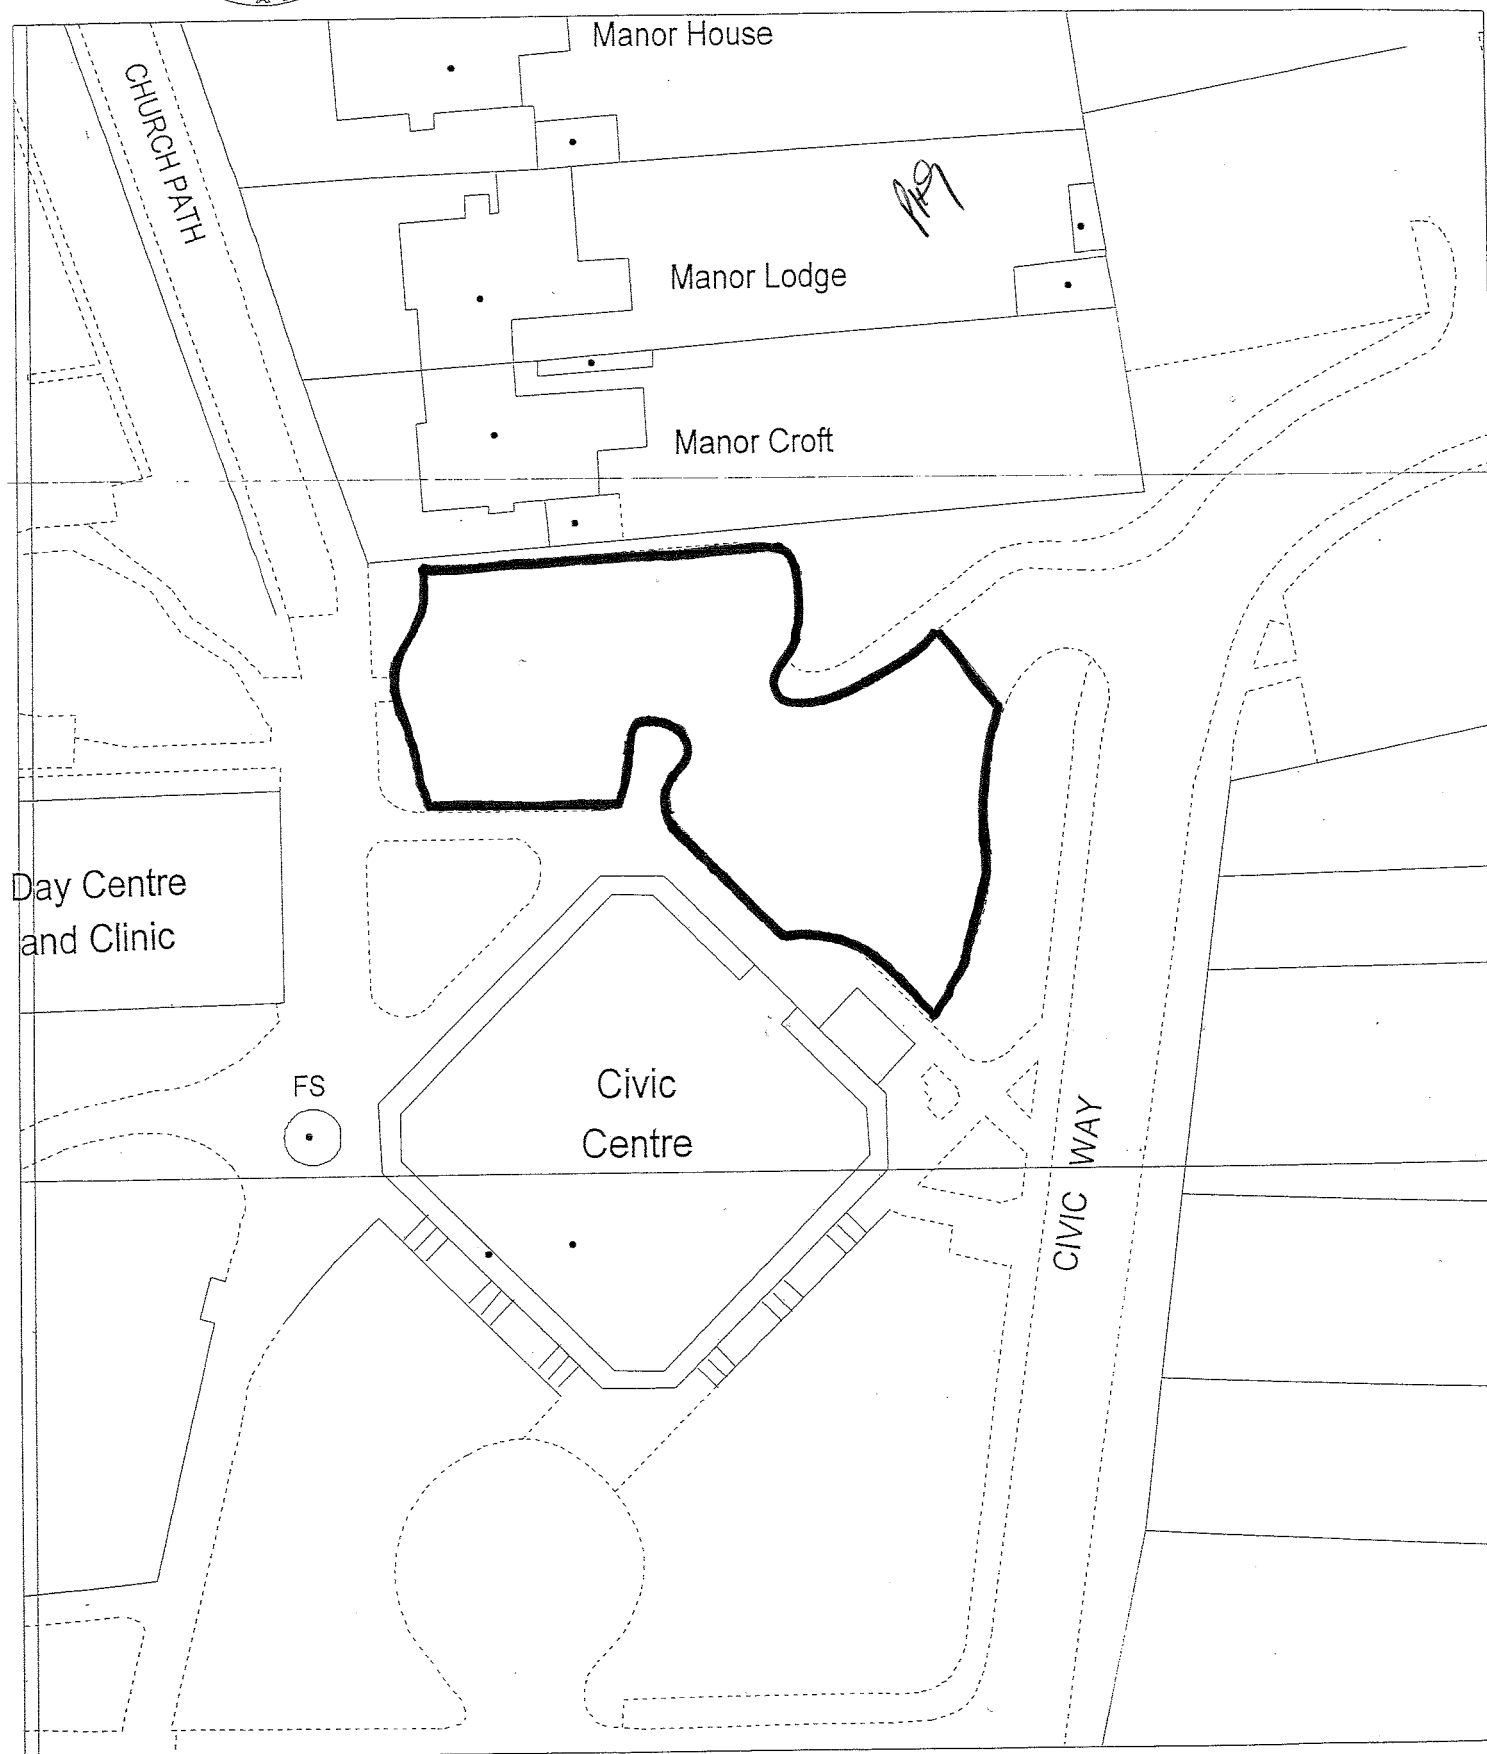 Manor House
CHURCH PATH
Manor Lodge
Manor Croft
Day Centre
and Clinic
FS
Civic
Centre
CIVIC WAY